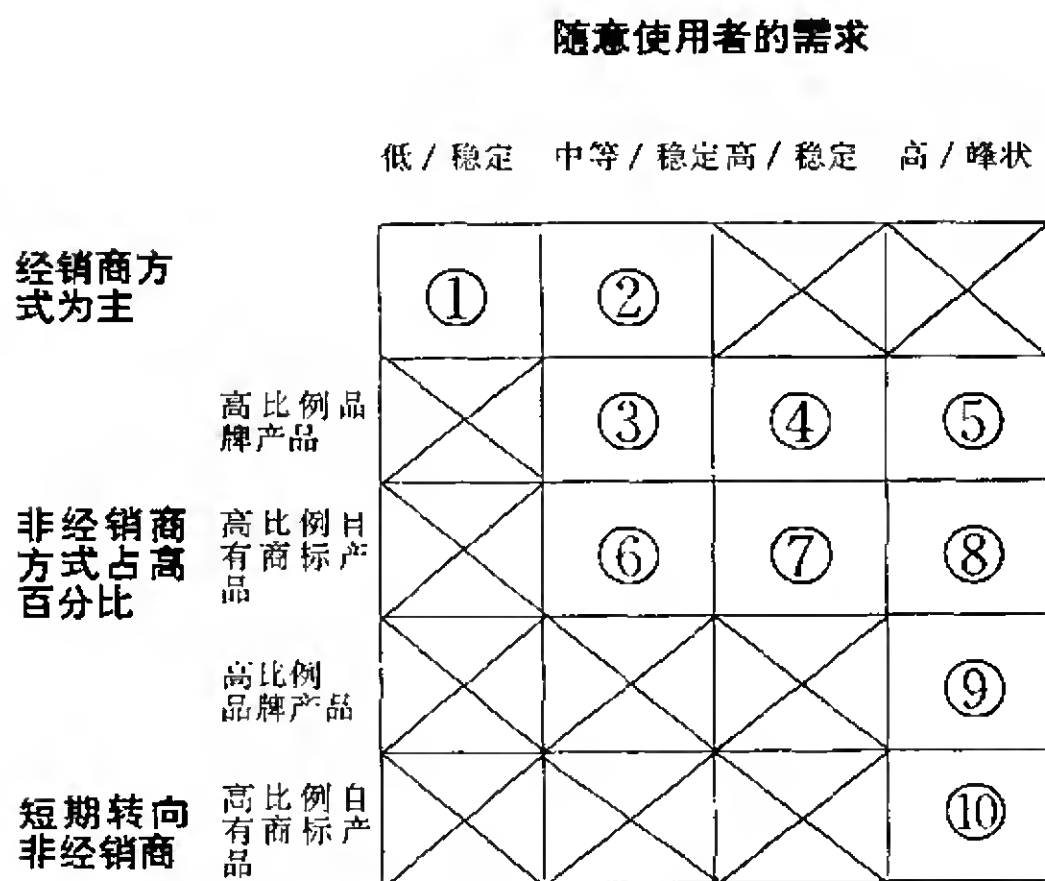 随意使用者的需求
低/稳定 中等/稳定 高/稳定 高/峰状
经销商方
式为主
① ②
高比例品
牌产品
③ ④ ⑤
非经销商
方式占高
百分比
高比例自
有商标产
品
⑥ ⑦ ⑧
高比例
品牌产品
⑨
短期转向
非经销商
高比例自
有商标产
品
⑩